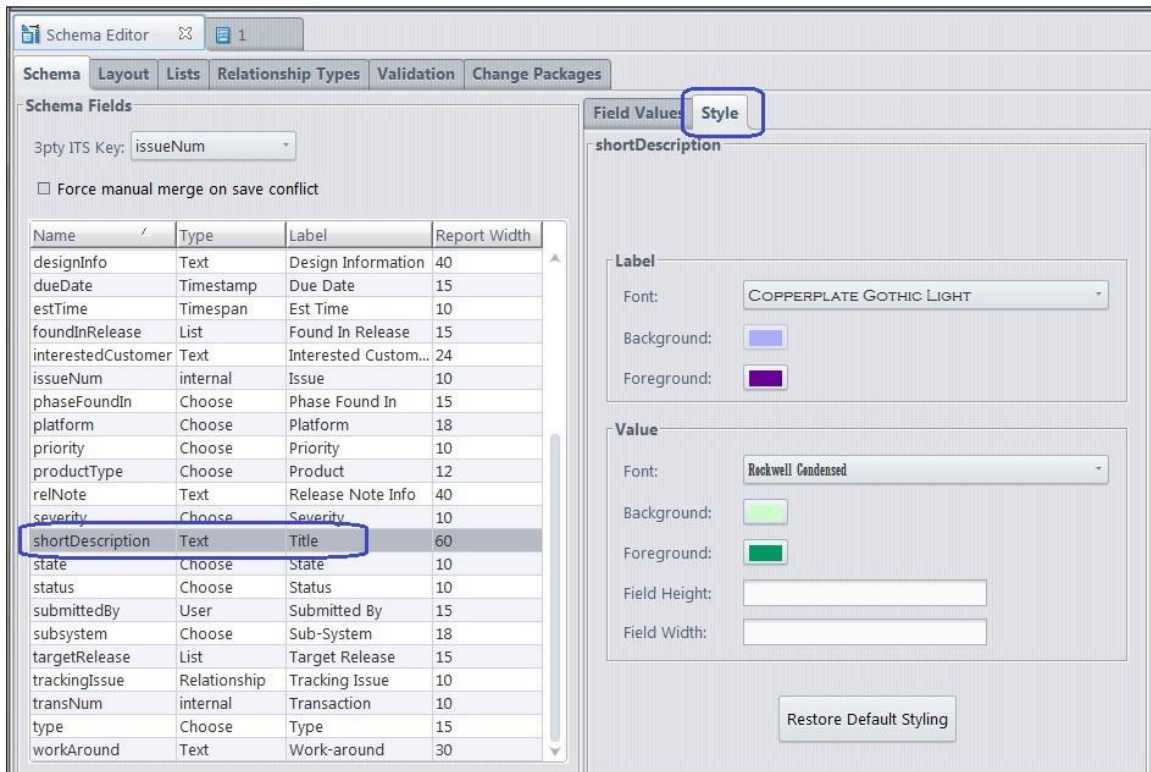 Schema Editor 1
Schema Layout Lists Relationship Types Validation Change Packages
Schema Fields
3pty ITS Key: issueNum
Force manual merge on save conflict
Name Type Label Report Width
designInfo Text Design Information 40
dueDate Timestamp Due Date 15
estTime Timespan Est Time 10
foundInRelease List Found In Release 15
interestedCustomer Text Interested Custom... 24
issueNum internal Issue 10
phaseFoundIn Choose Phase Found In 15
platform Choose Platform 18
priority Choose Priority 10
productType Choose Product 12
relNote Text Release Note Info 40
severity Choose Severity 10
shortDescription Text Title 60
state Choose State 10
status Choose Status 10
submittedBy User Submitted By 15
subsystem Choose Sub-System 18
targetRelease List Target Release 15
trackingIssue Relationship Tracking Issue 10
transNum internal Transaction 10
type Choose Type 15
workAround Text Work-around 30
Field Values Style
shortDescription
Label
Font: COPPERPLATE GOTHIC LIGHT
Background:
Foreground:
Value
Font: Rockwell Condensed
Background:
Foreground:
Field Height:
Field Width:
Restore Default Styling